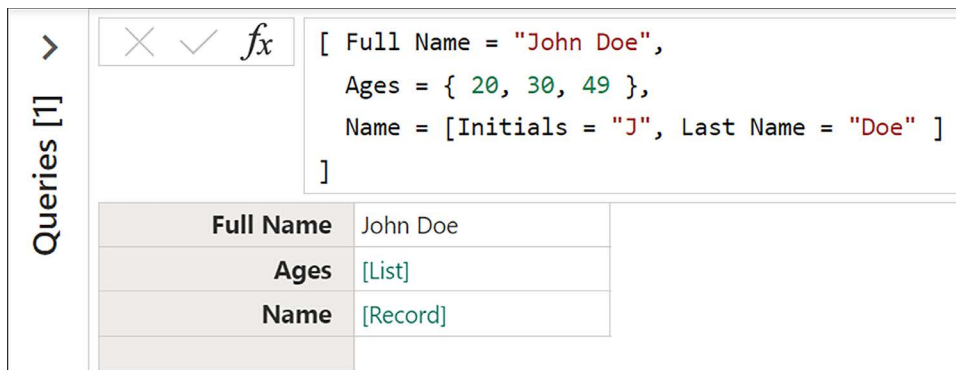 Queries [1]
fx
[ Full Name = "John Doe",
Ages = { 20, 30, 49 },
Name = [Initials = "J", Last Name = "Doe" ]
]
Full Name John Doe
Ages [List]
Name [Record]